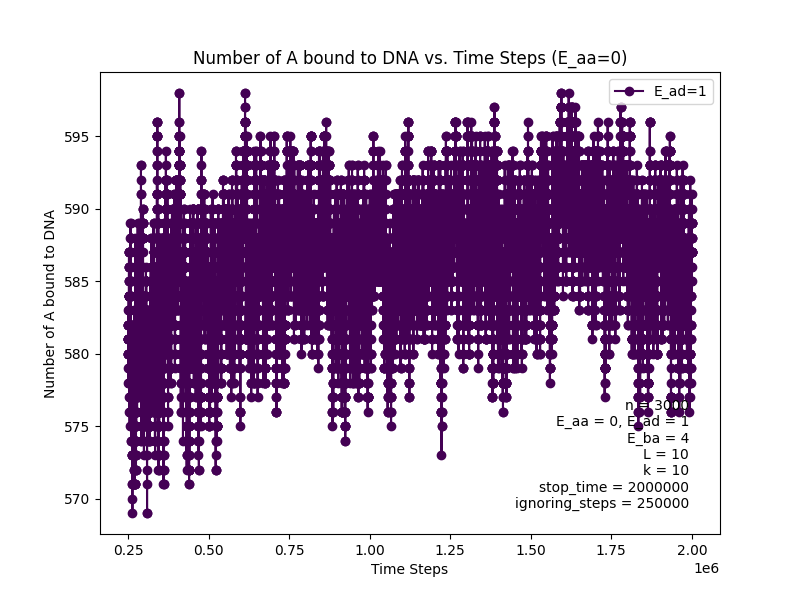 Number of A bound to DNA vs. Time Steps (E_aa=0)
E_ad=1
Number of A bound to DNA
595
590
585
580
575
570
n = 3000
E_aa = 0, E_ad = 1
E_ba = 4
L = 10
k = 10
stop_time = 2000000
ignoring_steps = 250000
0.25 0.50 0.75 1.00 1.25 1.50 1.75 2.00
1e6
Time Steps